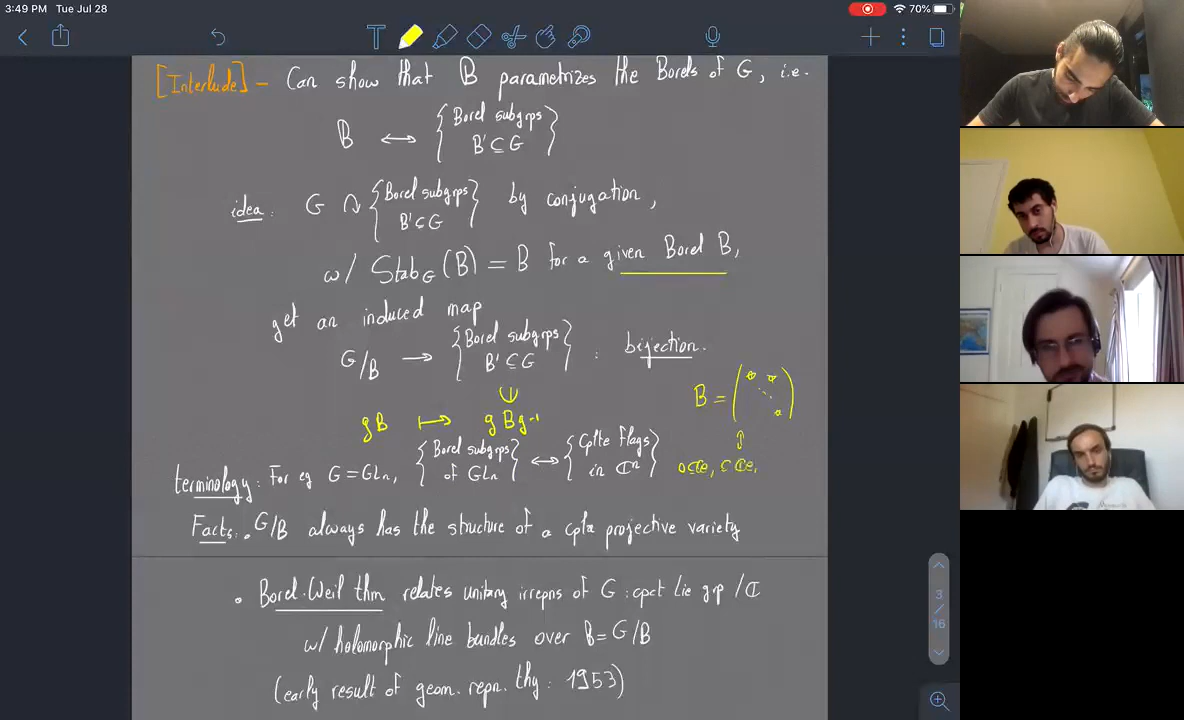 3:49 PM Tue Jul 28
70%
[Interlude] - Can show that B parametrizes the Borels of G, i.e.
B ↔ { Borel subgrps
B' ⊆ G }
idea: G ↷ { Borel subgrps
B' ⊆ G } by conjugation,
w/ Stab_G(B) = B for a given Borel B,
get an induced map
G/B → { Borel subgrps
B' ⊆ G } : bijection.
gB ↦ gBg⁻¹
B =
terminology: For eg G = GLn, { Borel subgrps
of GLn } ↔ { Cplte Flags
in ℂⁿ }
0 ⊂ ℂe, ⊂ ℂe,
Facts: • G/B always has the structure of a cplx projective variety
• Borel-Weil thm relates unitary irrepns of G: cpct Lie grp /ℂ
w/ holomorphic line bundles over B = G/B
(early result of geom. repn. thy: 1953)
3
/
16